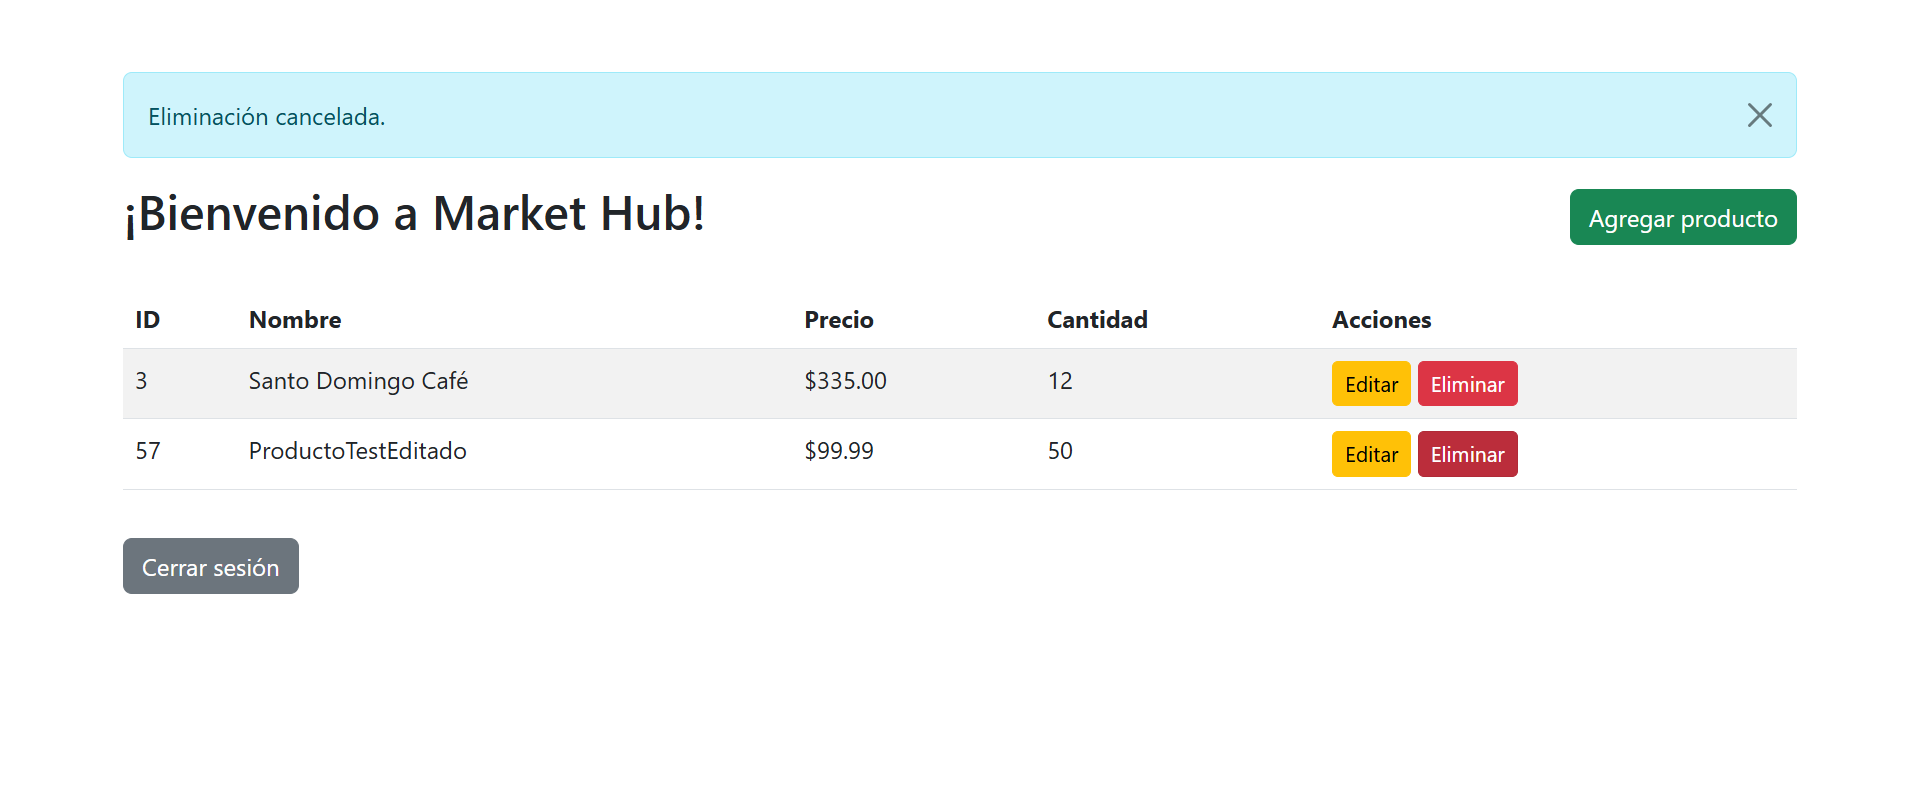 Eliminación cancelada.
¡Bienvenido a Market Hub!
Agregar producto
ID Nombre Precio Cantidad Acciones
3 Santo Domingo Café $335.00 12 Editar Eliminar
57 ProductoTestEditado $99.99 50 Editar Eliminar
Cerrar sesión